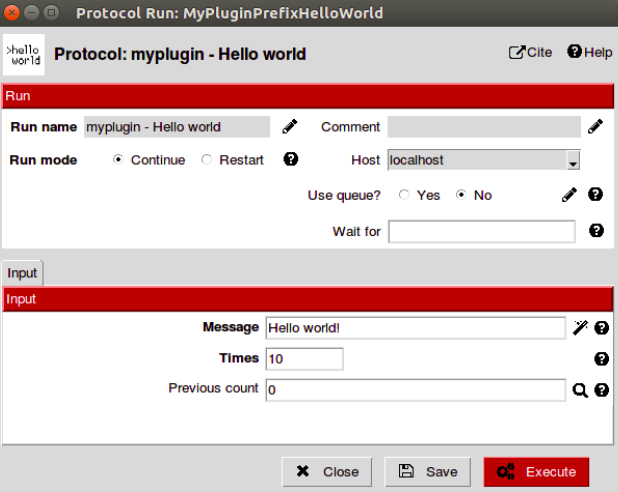 Protocol Run: MyPluginPrefixHelloWorld
>hello
world
Protocol: myplugin - Hello world
Cite
Help
Run
Run name myplugin - Hello world Comment
Run mode Continue Restart Host localhost
Use queue? Yes No
Wait for
Input
Input
Message Hello world!
Times 10
Previous count 0
Close Save Execute